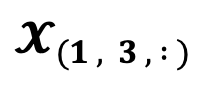 𝒳(1 , 3 , : )